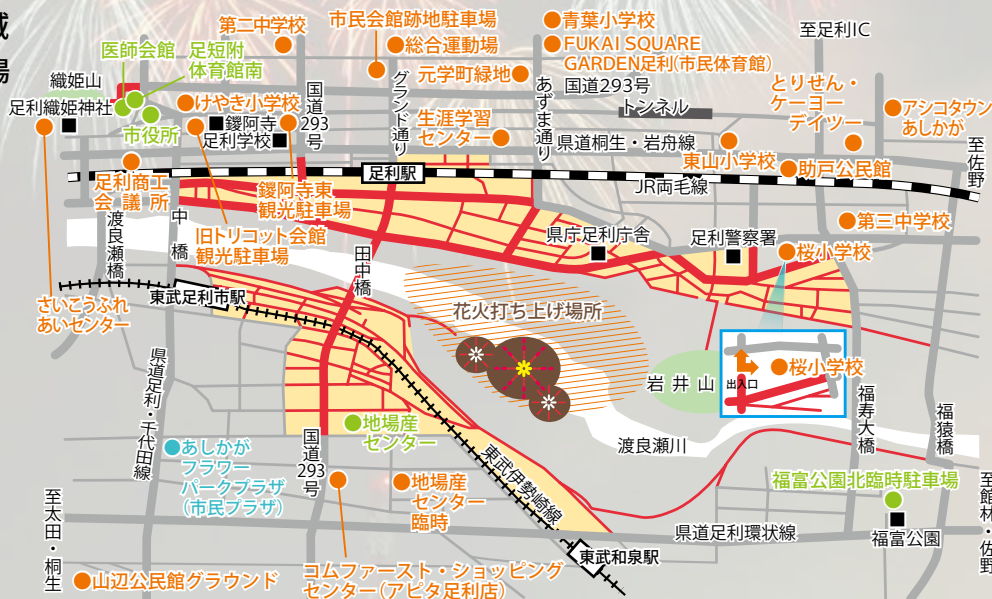 域
場
第二中学校
市民会館跡地駐車場
青葉小学校
FUKAI SQUARE
GARDEN足利(市民体育館)
至足利IC
医師会館
足短附
体育館南
総合運動場
元学町緑地
国道293号
トンネル
とりせん・
ケーヨー
デイツー
アシコタウン
あしかが
織姫山
足利織姫神社
けやき小学校
国道293号
グランド通り
あずま通り
市役所
鑁阿寺
足利学校
生涯学習
センター
県道桐生・岩舟線
東山小学校
助戸公民館
至佐野
足利駅
JR両毛線
足利商工
会議所
鑁阿寺東
観光駐車場
第三中学校
渡良瀬橋
中橋
旧トリコット会館
観光駐車場
田中橋
県庁足利庁舎
足利警察署
桜小学校
さいこうふれ
あいセンター
東武足利市駅
花火打ち上げ場所
岩井山
出入口
桜小学校
県道足利・千代田線
福寿大橋
福猿橋
地場産
センター
渡良瀬川
国道293号
あしかが
フラワー
パークプラザ
(市民プラザ)
地場産
センター
臨時
東武伊勢崎線
福富公園北臨時駐車場
福富公園
至太田・桐生
県道足利環状線
至館林・佐野
山辺公民館グラウンド
コムファースト・ショッピング
センター(アピタ足利店)
東武和泉駅